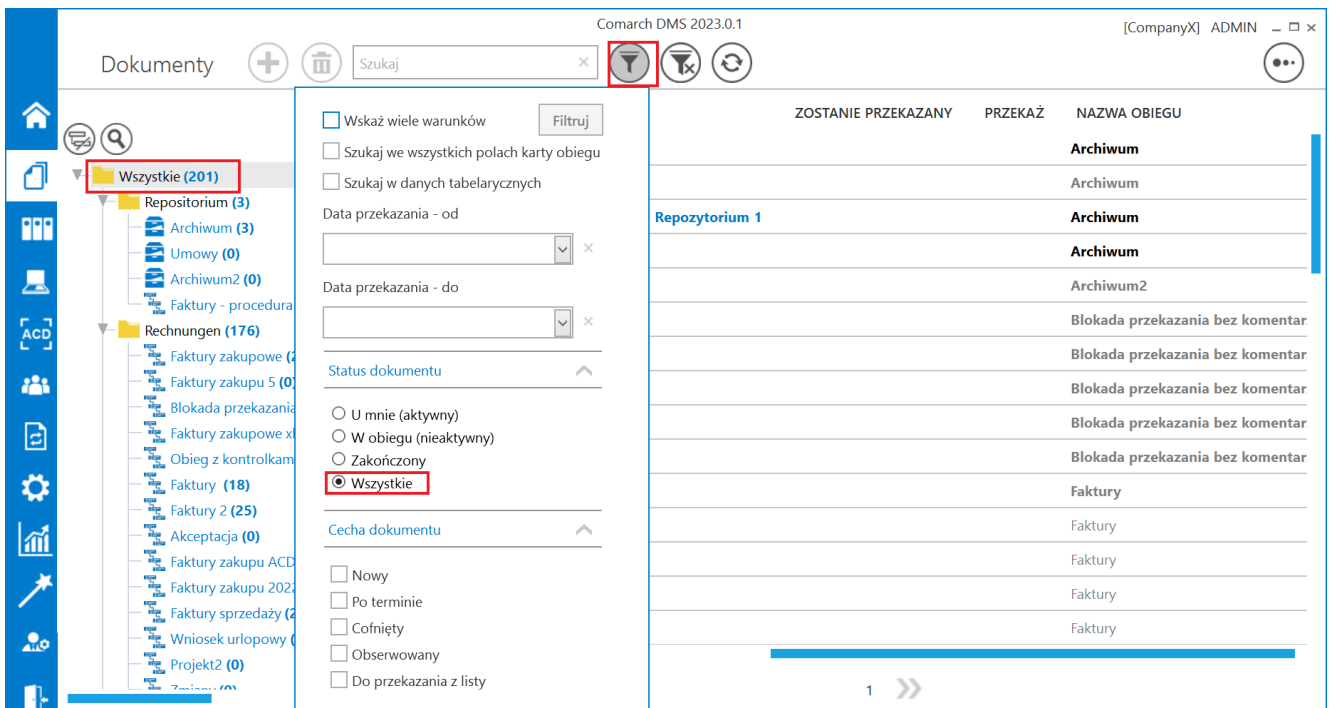 Comarch DMS 2023.0.1
[CompanyX] ADMIN
Dokumenty
Szukaj
ACD
Wszystkie (201)
Repositorium (3)
Archiwum (3)
Umowy (0)
Archiwum2 (0)
Faktury - procedura
Rechnungen (176)
Faktury zakupowe (2
Faktury zakupu 5 (0)
Blokada przekazania
Faktury zakupowe xl
Obieg z kontrolkam
Faktury (18)
Faktury 2 (25)
Akceptacja (0)
Faktury zakupu ACD
Faktury zakupu 2022
Faktury sprzedaży (2
Wniosek urlopowy (
Projekt2 (0)
Zmiany (0)
Wskaż wiele warunków
Filtruj
Szukaj we wszystkich polach karty obiegu
Szukaj w danych tabelarycznych
Data przekazania - od
Data przekazania - do
Status dokumentu
U mnie (aktywny)
W obiegu (nieaktywny)
Zakończony
Wszystkie
Cecha dokumentu
Nowy
Po terminie
Cofnięty
Obserwowany
Do przekazania z listy
ZOSTANIE PRZEKAZANY PRZEKAŻ NAZWA OBIEGU
Archiwum
Archiwum
Repozytorium 1 Archiwum
Archiwum
Archiwum2
Blokada przekazania bez komentar
Blokada przekazania bez komentar
Blokada przekazania bez komentar
Blokada przekazania bez komentar
Blokada przekazania bez komentar
Faktury
Faktury
Faktury
Faktury
Faktury
1